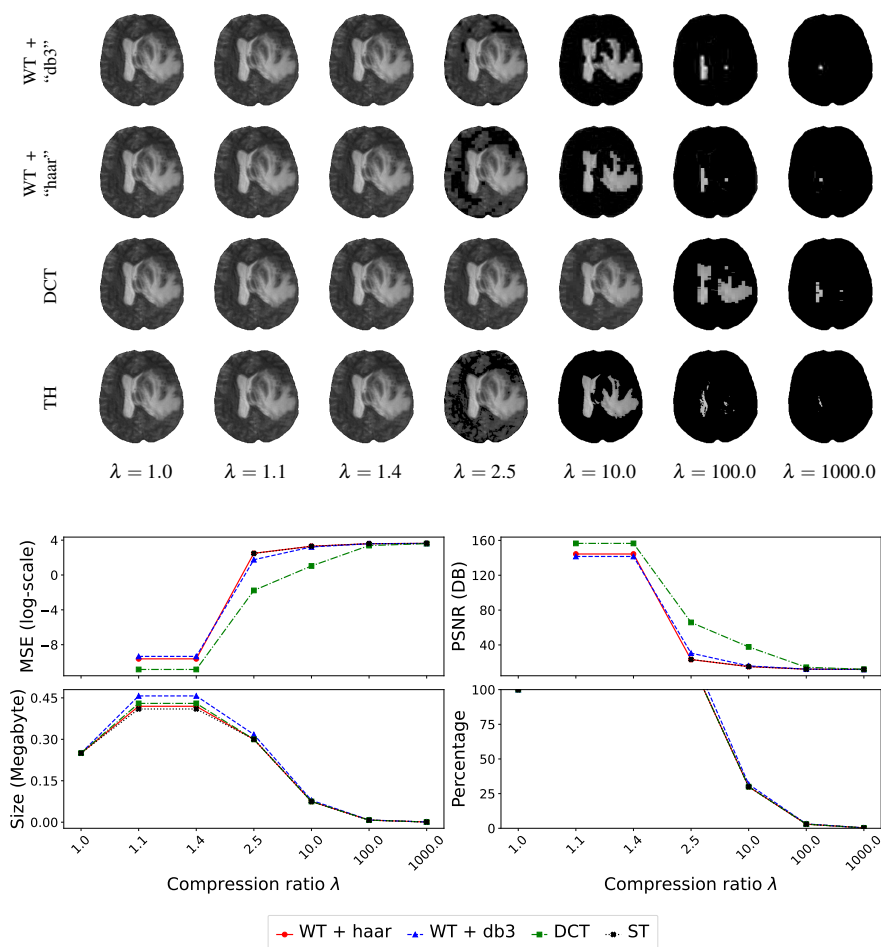 WT +
“db3”
WT +
“haar”
DCT
TH
λ = 1.0 λ = 1.1 λ = 1.4 λ = 2.5 λ = 10.0 λ = 100.0 λ = 1000.0
MSE (log-scale)
4
0
−4
−8
PSNR (DB)
160
120
80
40
Size (Megabyte)
0.45
0.30
0.15
0.00
1.0 1.1 1.4 2.5 10.0 100.0 1000.0
Compression ratio λ
Percentage
100
75
50
25
0
1.0 1.1 1.4 2.5 10.0 100.0 1000.0
Compression ratio λ
WT + haar WT + db3 DCT ST